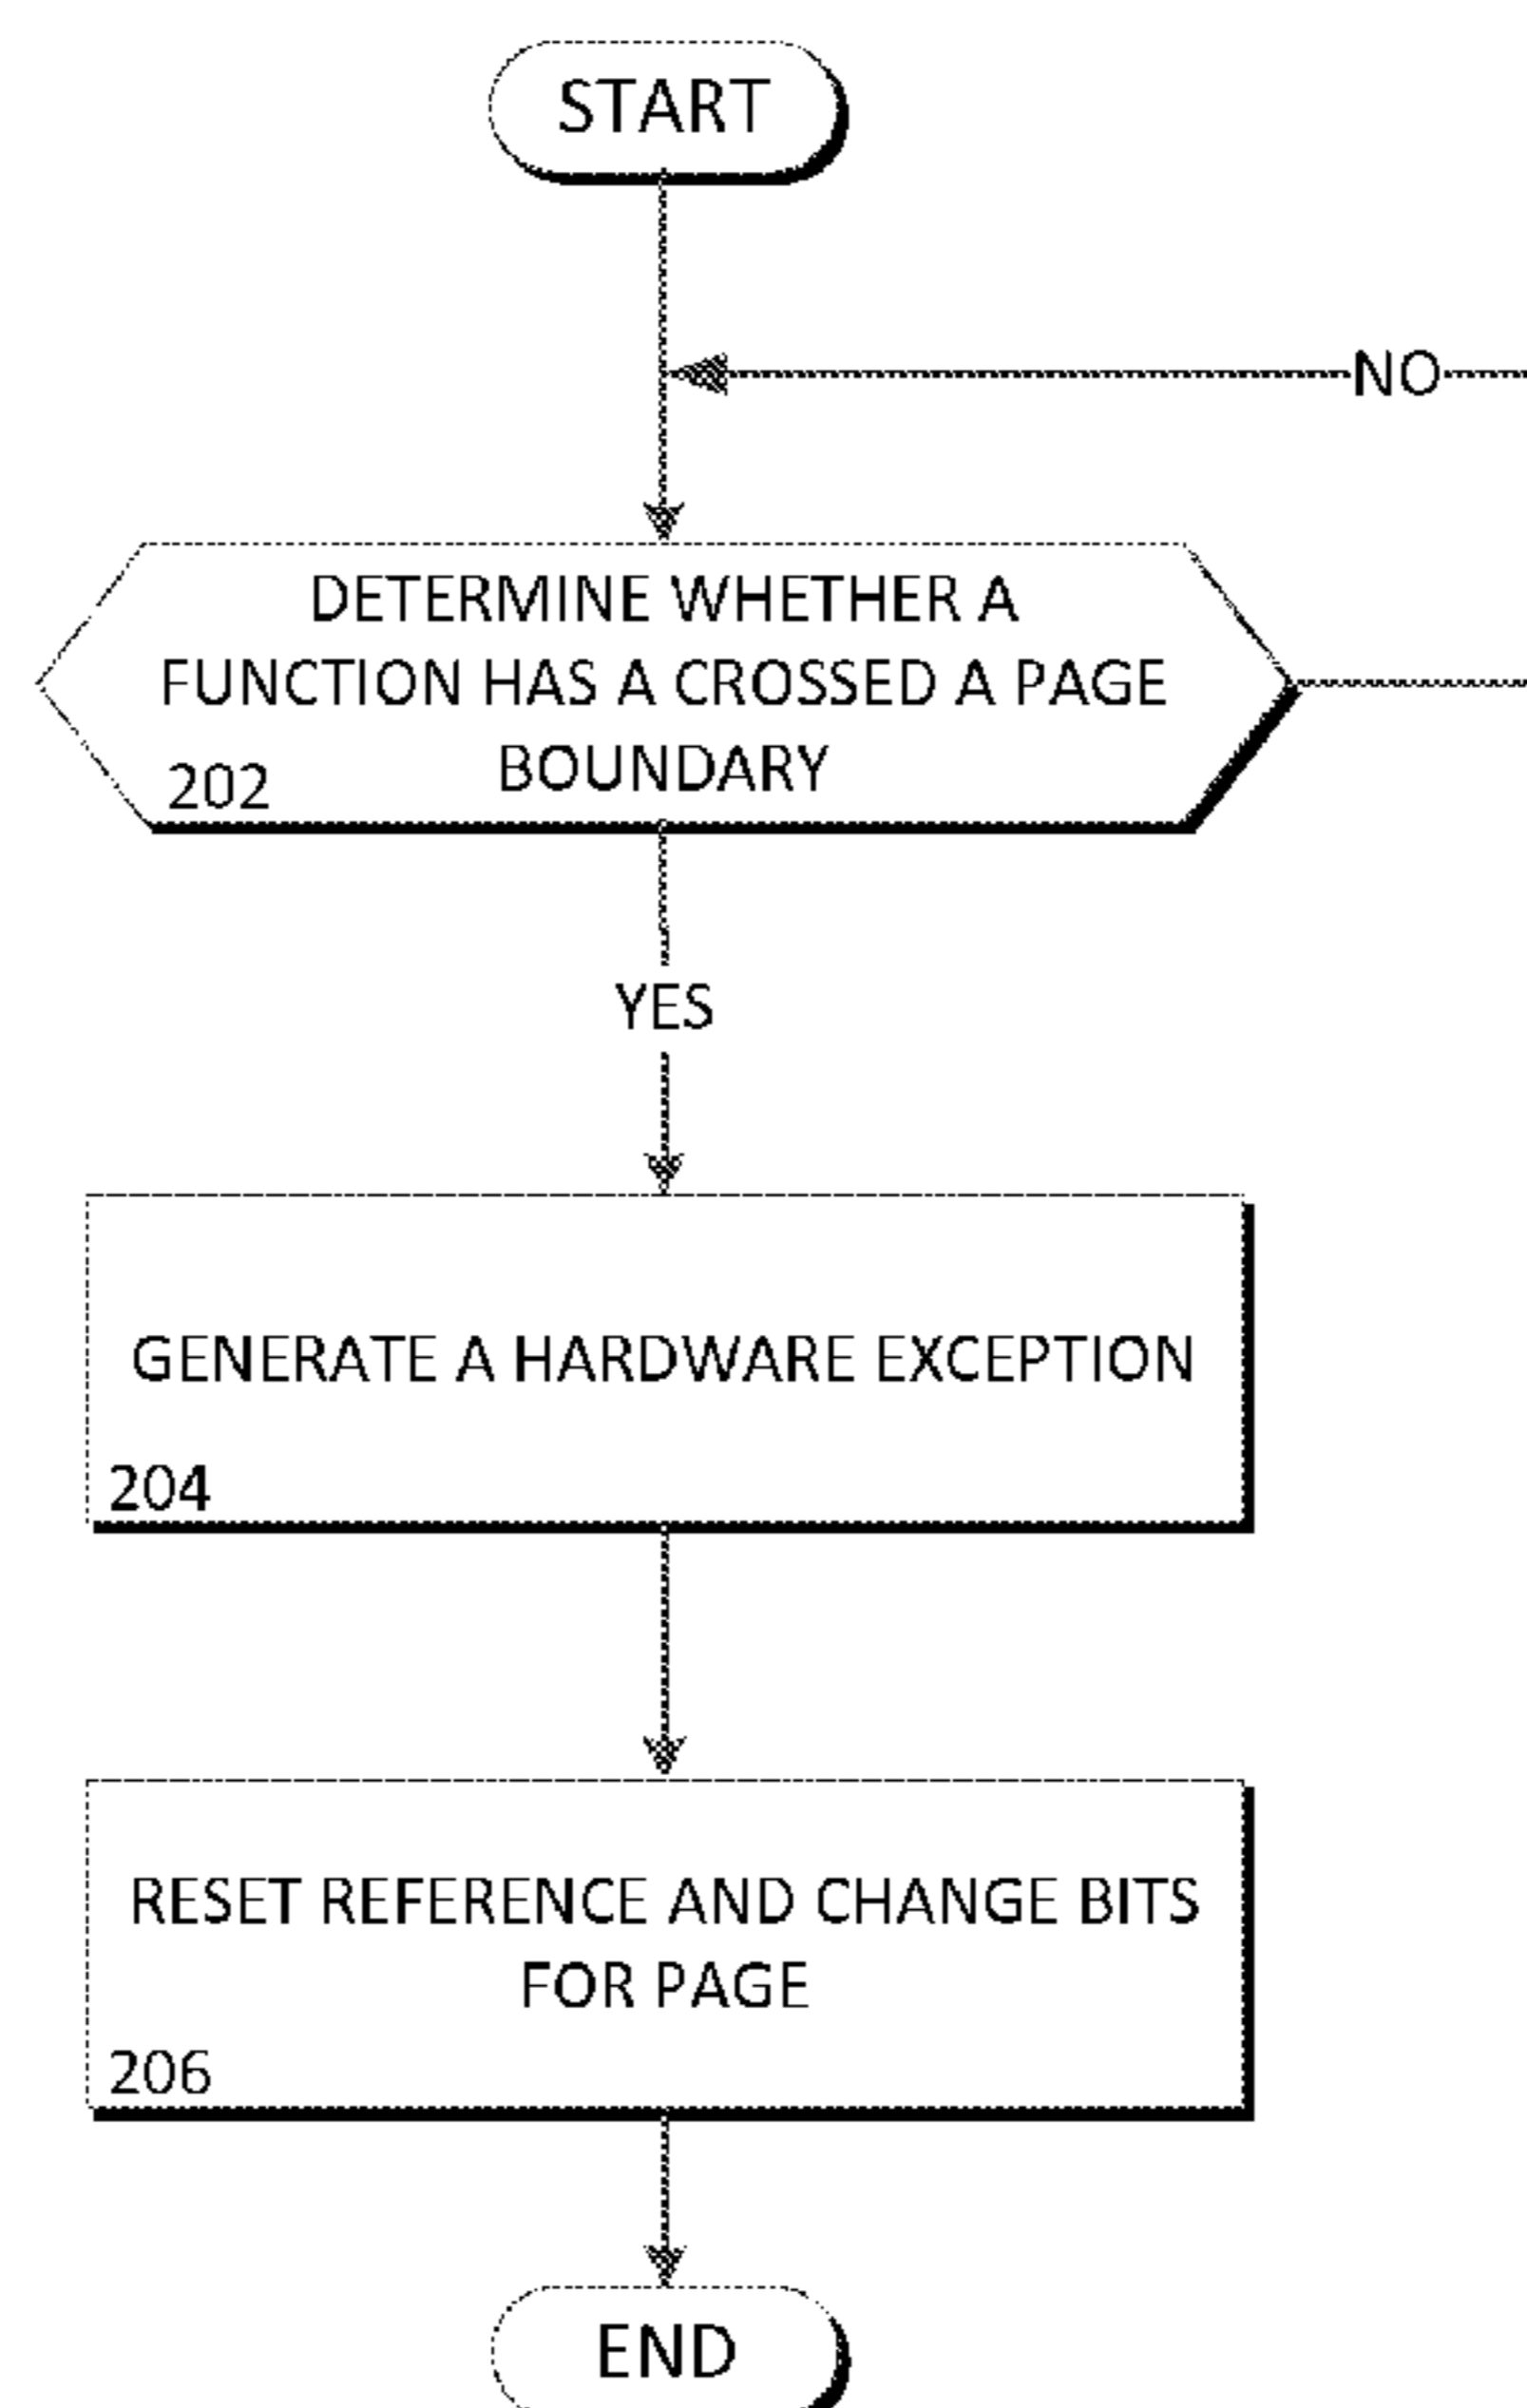 START
NO
DETERMINE WHETHER A
FUNCTION HAS A CROSSED A PAGE
BOUNDARY
202
YES
GENERATE A HARDWARE EXCEPTION
204
RESET REFERENCE AND CHANGE BITS
FOR PAGE
206
END